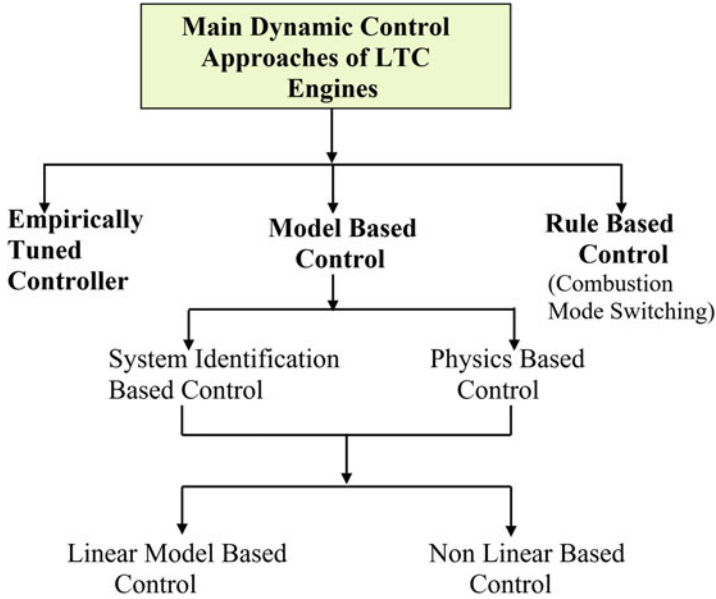 Main Dynamic Control
Approaches of LTC
Engines
Empirically
Tuned
Controller
Model Based
Control
Rule Based
Control
(Combustion
Mode Switching)
System Identification
Based Control
Physics Based
Control
Linear Model Based
Control
Non Linear Based
Control